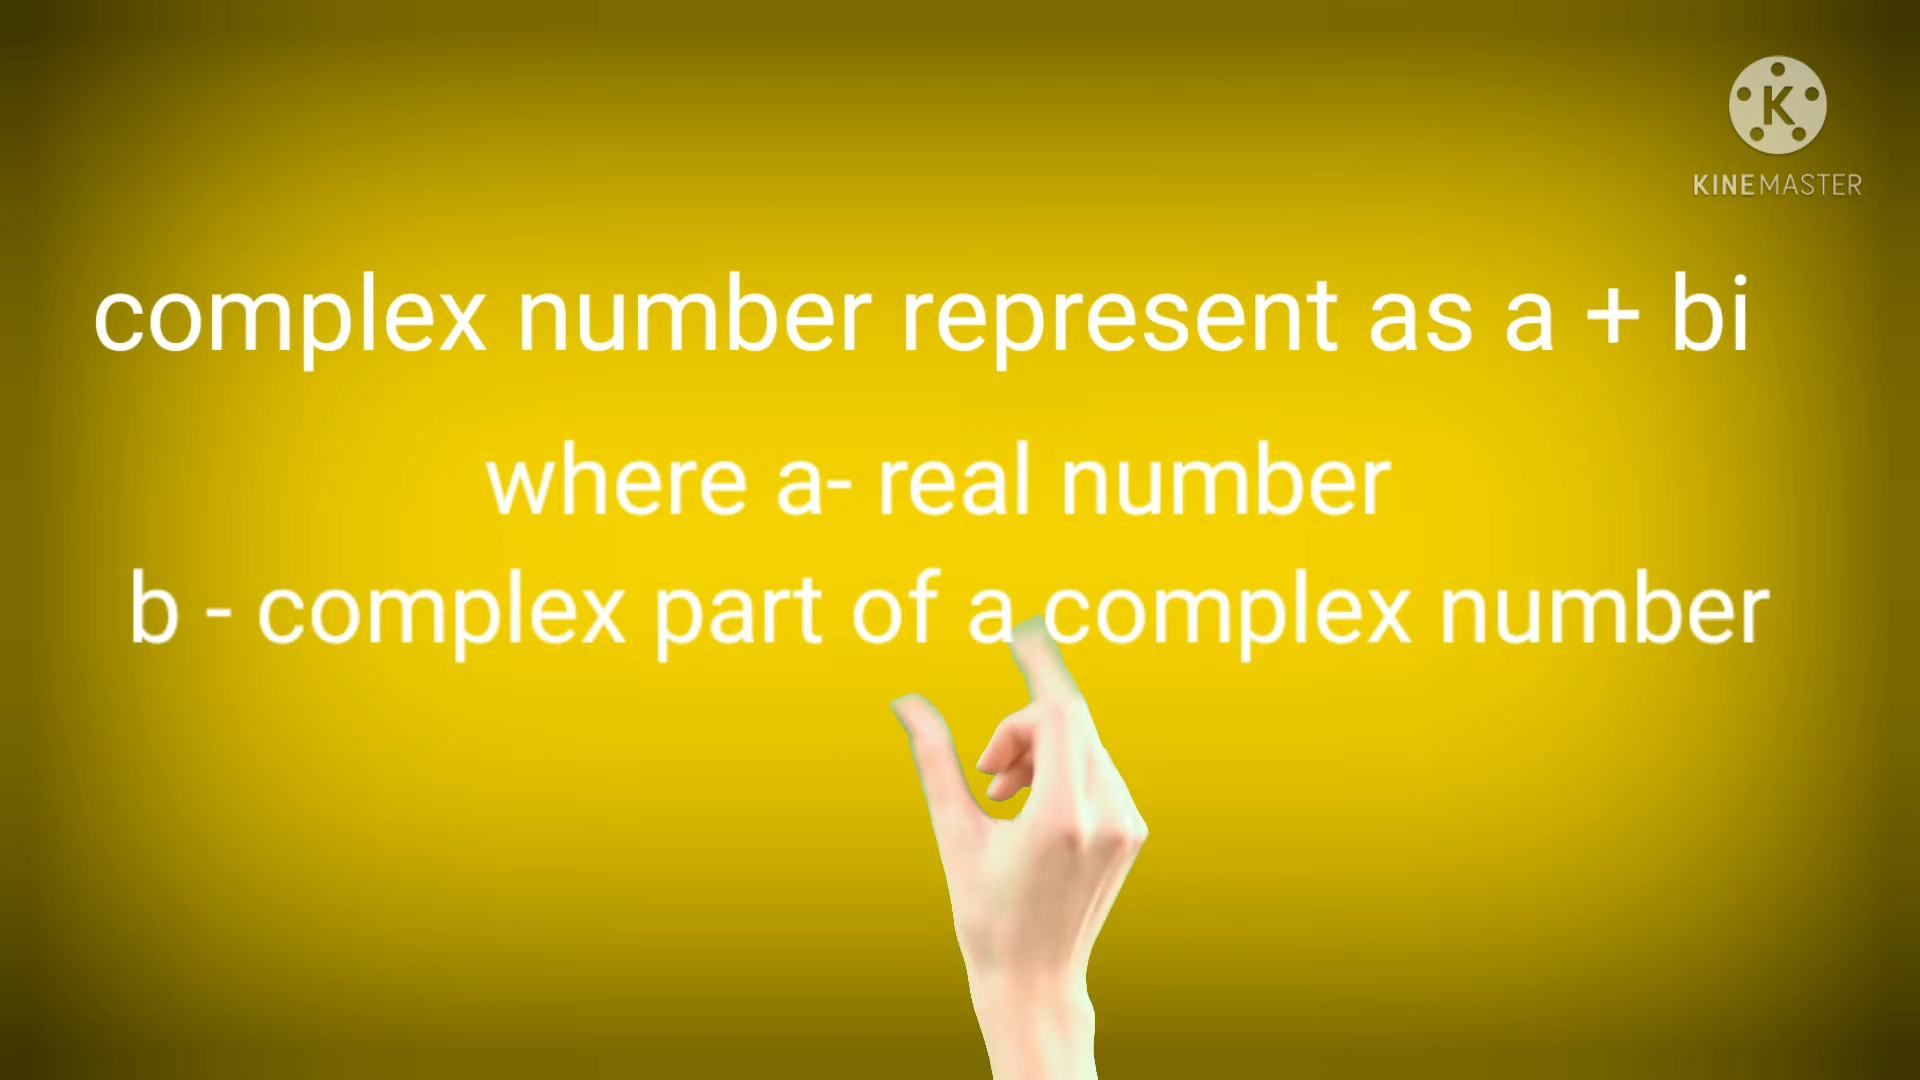 K
KINEMASTER
complex number represent as a + bi
where a- real number
b - complex part of a complex number